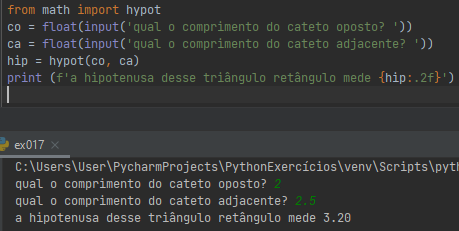 from math import hypot
co = float(input('qual o comprimento do cateto oposto? '))
ca = float(input('qual o comprimento do cateto adjacente? '))
hip = hypot(co, ca)
print (f'a hipotenusa desse triângulo retângulo mede {hip:.2f}')
ex017 ×
C:\Users\User\PycharmProjects\PythonExercícios\venv\Scripts\pyth
qual o comprimento do cateto oposto? 2
qual o comprimento do cateto adjacente? 2.5
a hipotenusa desse triângulo retângulo mede 3.20